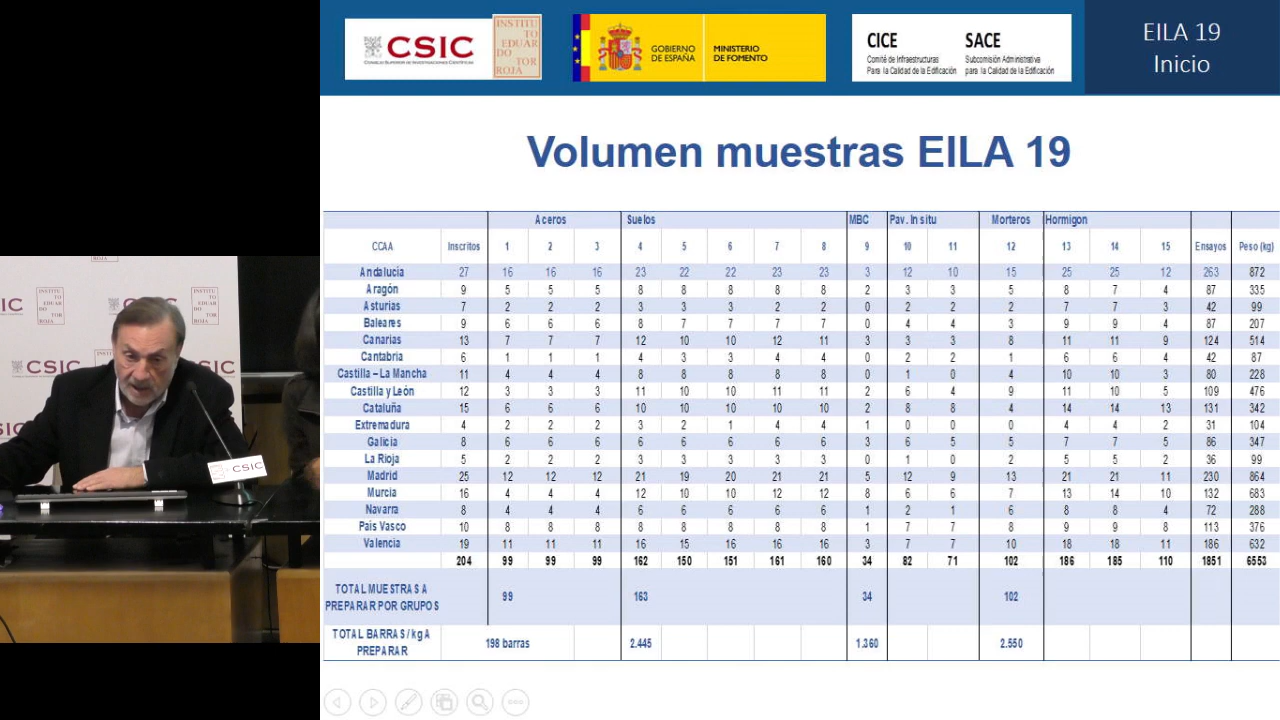 CSIC
CONSEJO SUPERIOR DE INVESTIGACIONES CIENTÍFICAS
INSTITU
TO
EDUAR
DO
TOR
ROJA
GOBIERNO
DE ESPAÑA
MINISTERIO
DE FOMENTO
CICE
Comité de Infraestructuras
Para la Calidad de la Edificación
SACE
Subcomisión Administrativa
para la Calidad de la Edificación
EILA 19
Inicio
Volumen muestras EILA 19
Aceros Suelos MBC Pav. In situ Morteros Hormigon
CCAA Inscritos 1 2 3 4 5 6 7 8 9 10 11 12 13 14 15 Ensayos Peso (kg)
Andalucia 27 16 16 16 23 22 22 23 23 3 12 10 15 25 25 12 263 872
Aragón 9 5 5 5 8 8 8 8 8 2 3 3 5 8 7 4 87 335
Asturias 7 2 2 2 3 3 3 2 2 0 2 2 2 7 7 3 42 99
Baleares 9 6 6 6 8 7 7 7 7 0 4 4 3 9 9 4 87 207
Canarias 13 7 7 7 12 10 10 12 11 3 3 3 8 11 11 9 124 514
Cantabria 6 1 1 1 4 3 3 4 4 0 2 2 1 6 6 4 42 87
Castilla – La Mancha 11 4 4 4 8 8 8 8 8 0 1 0 4 10 10 3 80 228
Castilla y León 12 3 3 3 11 10 10 11 11 2 6 4 9 11 10 5 109 476
Cataluña 15 6 6 6 10 10 10 10 10 2 8 8 4 14 14 13 131 342
Extremadura 4 2 2 2 3 2 1 4 4 1 0 0 0 4 4 2 31 104
Galicia 8 6 6 6 6 6 6 6 6 3 6 5 5 7 7 5 86 347
La Rioja 5 2 2 2 3 3 3 3 3 0 1 0 2 5 5 2 36 99
Madrid 25 12 12 12 21 19 20 21 21 5 12 9 13 21 21 11 230 864
Murcia 16 4 4 4 12 10 10 12 12 8 6 6 7 13 14 10 132 683
Navarra 8 4 4 4 6 6 6 6 6 1 2 1 6 8 8 4 72 288
Pais Vasco 10 8 8 8 8 8 8 8 8 1 7 7 8 9 9 8 113 376
Valencia 19 11 11 11 16 15 16 16 16 3 7 7 10 18 18 11 186 632
204 99 99 99 162 150 151 161 160 34 82 71 102 186 185 110 1851 6553
TOTAL MUESTRAS A
PREPARAR POR GRUPOS 99 163 34 102
TOTAL BARRAS/kg A
PREPARAR 198 barras 2.445 1.360 2.550
CSIC
CSIC
CSIC